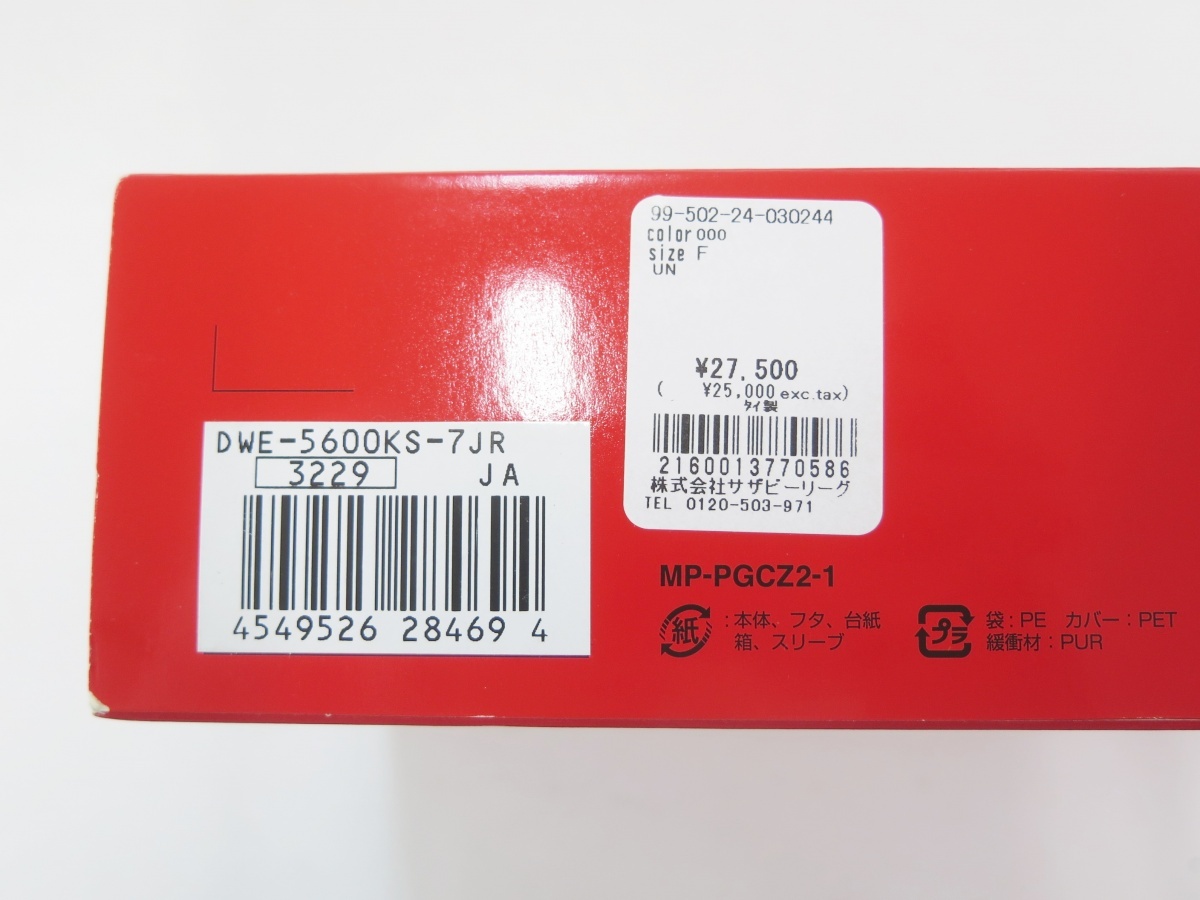 99-502-24-030244
color 000
size F
UN
¥27,500
( ¥25,000 exc.tax)
タイ製
2160013770586
株式会社サザビーリーグ
TEL 0120-503-971
DWE-5600KS-7JR
3229 JA
4549526 28469 4
MP-PGCZ2-1
紙 : 本体、フタ、台紙
箱、スリーブ
プラ 袋 : PE カバー : PET
緩衝材 : PUR